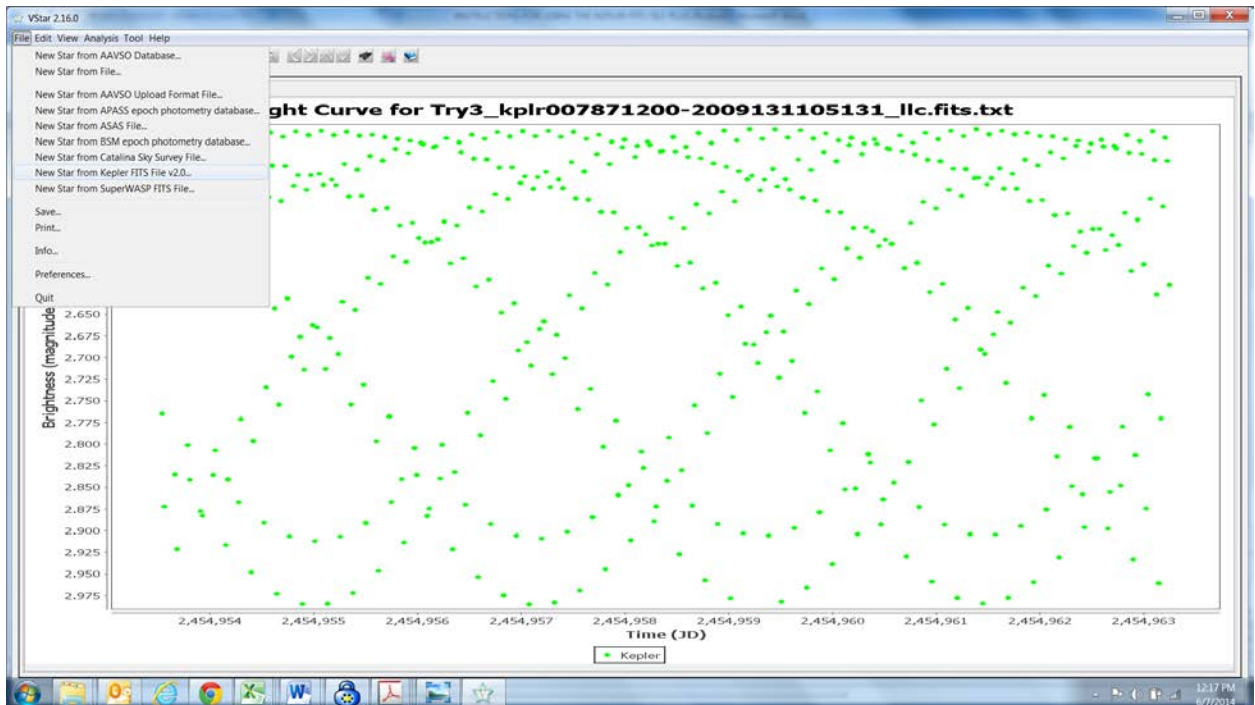 VStar 2.16.0
File Edit View Analysis Tool Help
New Star from AAVSO Database...
New Star from File...
New Star from AAVSO Upload Format File...
New Star from APASS epoch photometry database...
New Star from ASAS File...
New Star from BSM epoch photometry database...
New Star from Catalina Sky Survey File...
New Star from Kepler FITS File v2.0...
New Star from SuperWASP FITS File...
Save...
Print...
Info...
Preferences...
Quit
ght Curve for Try3_kplr007871200-2009131105131_llc.fits.txt
Brightness (magnitude
2.650
2.675
2.700
2.725
2.750
2.775
2.800
2.825
2.850
2.875
2.900
2.925
2.950
2.975
2,454,954 2,454,955 2,454,956 2,454,957 2,454,958 2,454,959 2,454,960 2,454,961 2,454,962 2,454,963
Time (JD)
Kepler
12:17 PM
6/7/2014